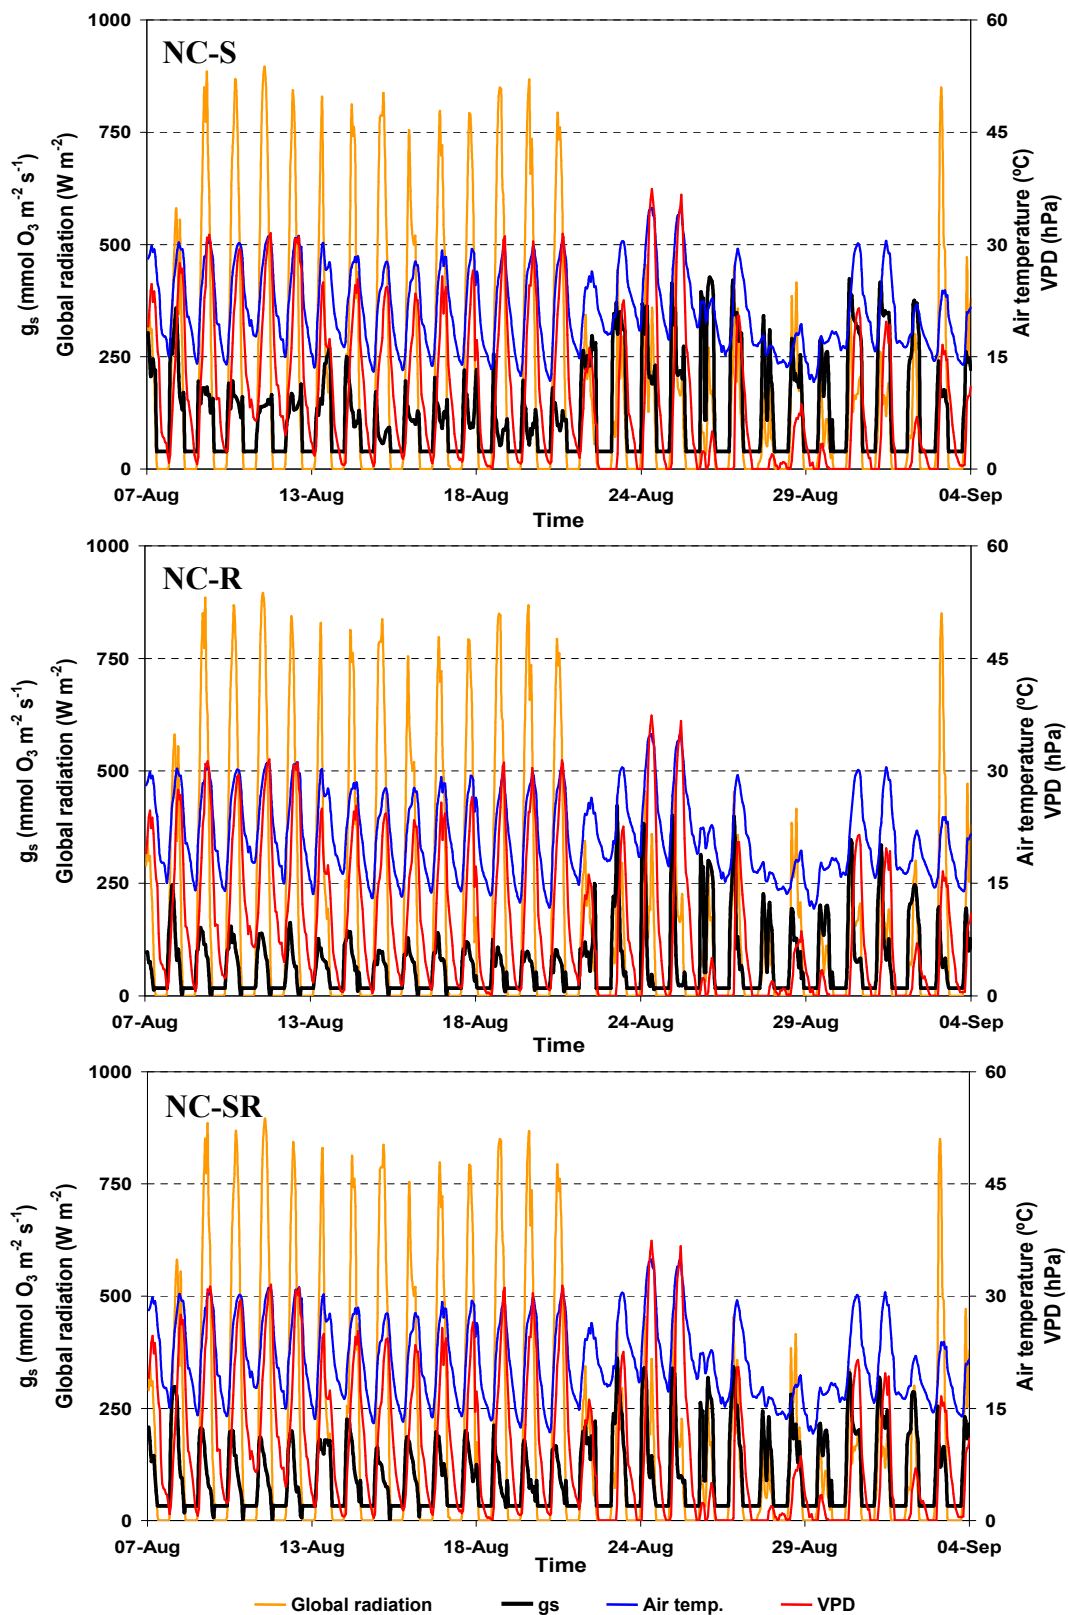 NC-S
1000
750
500
250
0
60
45
30
15
0
gs (mmol O3 m-2 s-1)
Global radiation (W m-2)
Air temperature (ºC)
VPD (hPa)
07-Aug 13-Aug 18-Aug 24-Aug 29-Aug 04-Sep
Time
NC-R
1000
750
500
250
0
60
45
30
15
0
gs (mmol O3 m-2 s-1)
Global radiation (W m-2)
Air temperature (ºC)
VPD (hPa)
07-Aug 13-Aug 18-Aug 24-Aug 29-Aug 04-Sep
Time
NC-SR
1000
750
500
250
0
60
45
30
15
0
gs (mmol O3 m-2 s-1)
Global radiation (W m-2)
Air temperature (ºC)
VPD (hPa)
07-Aug 13-Aug 18-Aug 24-Aug 29-Aug 04-Sep
Time
Global radiation gs Air temp. VPD